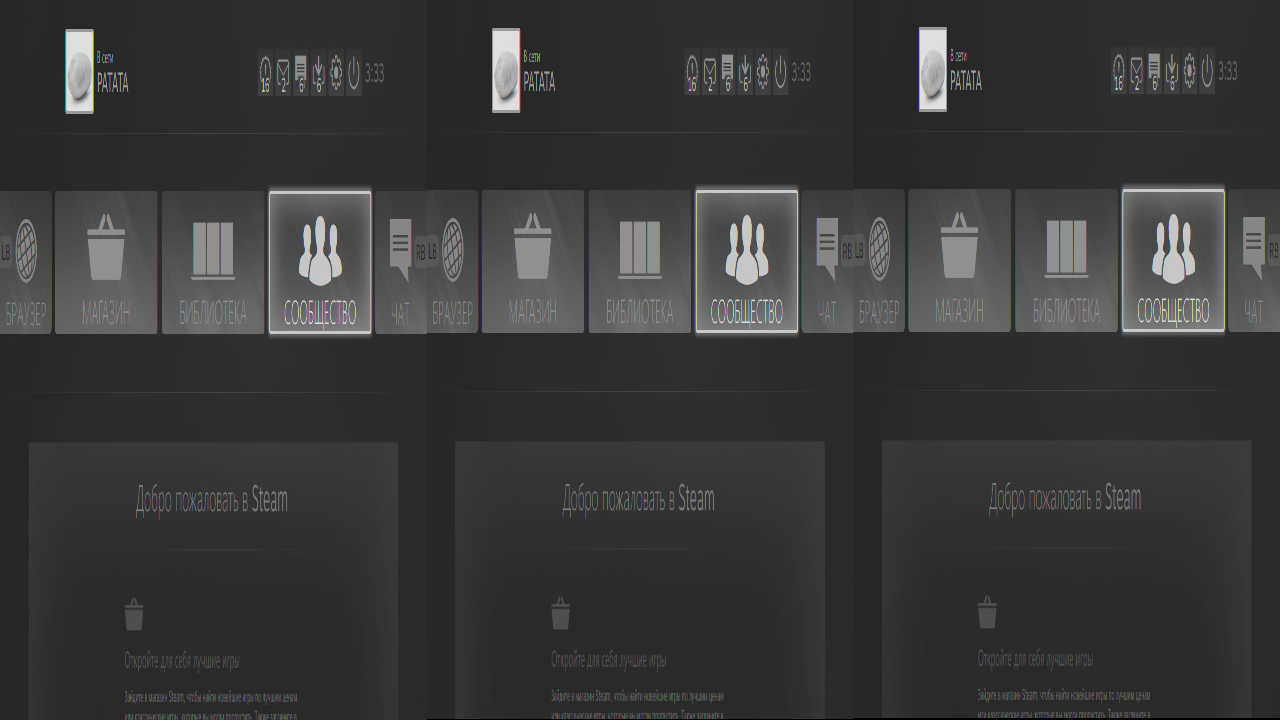 В сети
PATATA
16 2 6 6 3:33
LB БРАУЗЕР МАГАЗИН БИБЛИОТЕКА СООБЩЕСТВО ЧАТ RB
Добро пожаловать в Steam
Откройте для себя лучшие игры
Зайдите в магазин Steam, чтобы найти новейшие игры по лучшим ценам
или классические игры, которые вы могли пропустить. Также загляните в
В сети
PATATA
16 2 6 6 3:33
LB БРАУЗЕР МАГАЗИН БИБЛИОТЕКА СООБЩЕСТВО ЧАТ RB
Добро пожаловать в Steam
Откройте для себя лучшие игры
Зайдите в магазин Steam, чтобы найти новейшие игры по лучшим ценам
или классические игры, которые вы могли пропустить. Также загляните в
В сети
PATATA
16 2 6 6 3:33
БРАУЗЕР МАГАЗИН БИБЛИОТЕКА СООБЩЕСТВО ЧАТ RB
Добро пожаловать в Steam
Откройте для себя лучшие игры
Зайдите в магазин Steam, чтобы найти новейшие игры по лучшим ценам
или классические игры, которые вы могли пропустить. Также загляните в